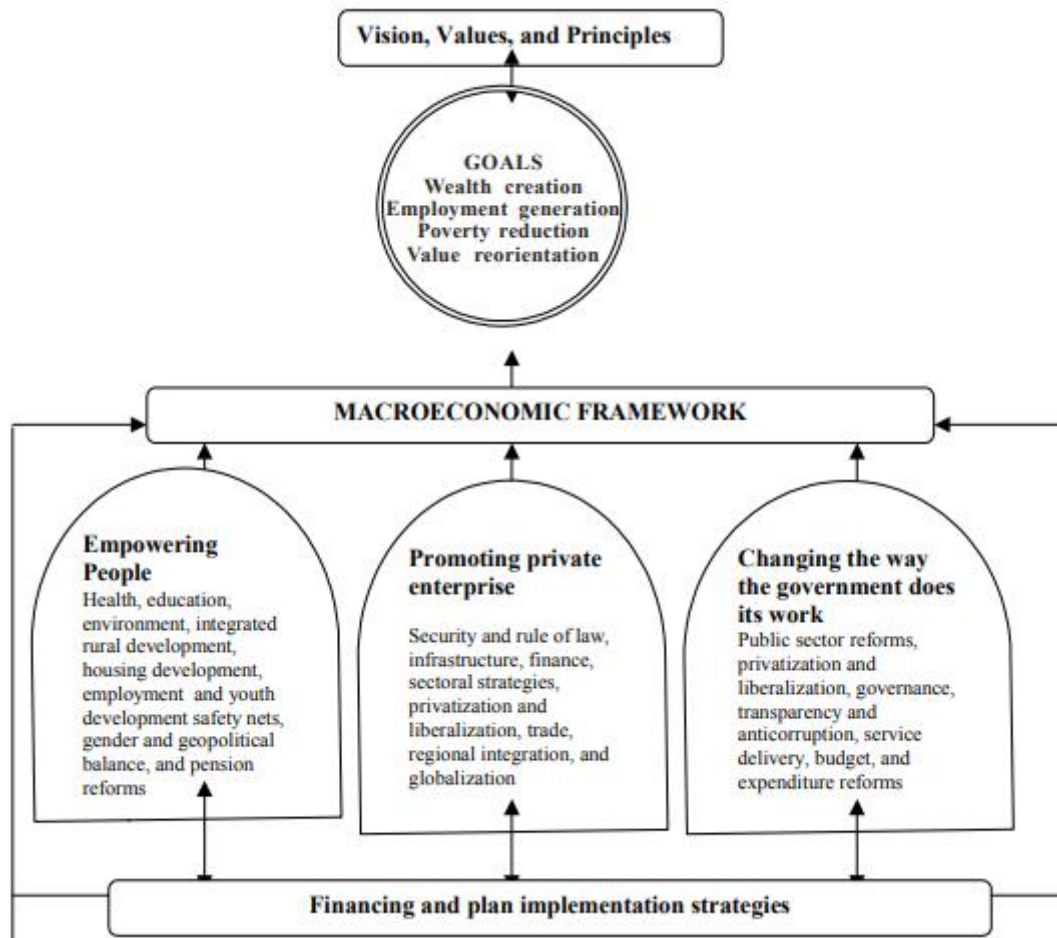 Vision, Values, and Principles
GOALS
Wealth creation
Employment generation
Poverty reduction
Value reorientation
MACROECONOMIC FRAMEWORK
Empowering
People
Health, education,
environment, integrated
rural development,
housing development,
employment and youth
development safety nets,
gender and geopolitical
balance, and pension
reforms
Promoting private
enterprise
Security and rule of law,
infrastructure, finance,
sectoral strategies,
privatization and
liberalization, trade,
regional integration, and
globalization
Changing the way
the government does
its work
Public sector reforms,
privatization and
liberalization, governance,
transparency and
anticorruption, service
delivery, budget, and
expenditure reforms
Financing and plan implementation strategies